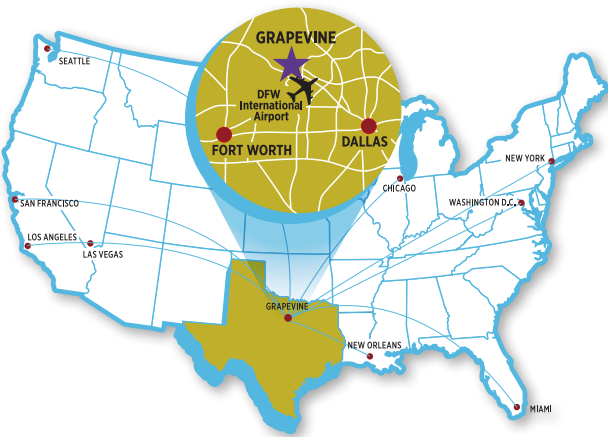 GRAPEVINE
DFW
International
Airport
FORT WORTH
DALLAS
SEATTLE
CHICAGO
NEW YORK
WASHINGTON D.C.
SAN FRANCISCO
LOS ANGELES
LAS VEGAS
GRAPEVINE
NEW ORLEANS
MIAMI